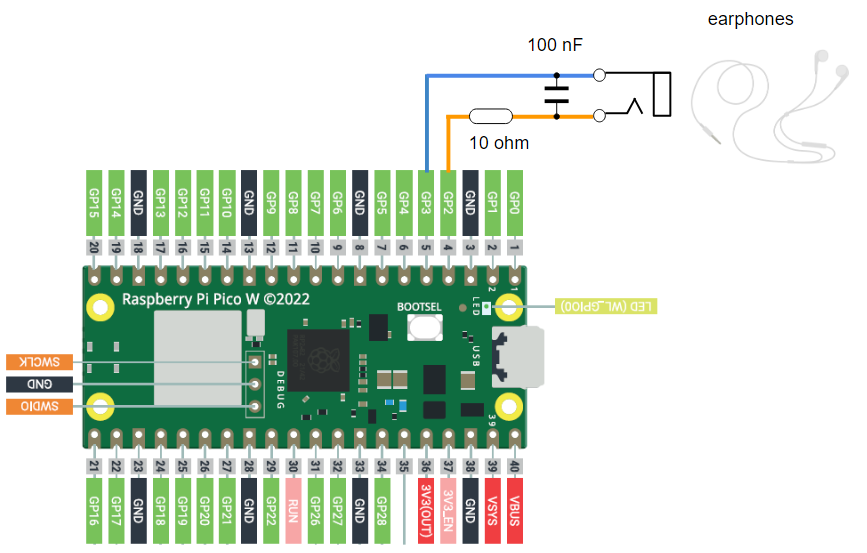 earphones
100 nF
10 ohm
GP15
GP14
GND
GP13
GP12
GP11
GP10
GND
GP9
GP8
GP7
GP6
GND
GP5
GP4
GP3
GP2
GND
GP1
GP0
20
19
18
17
16
15
14
13
12
11
10
9
8
7
6
5
4
3
2
1
2
1
Raspberry Pi Pico W ©2022
BOOTSEL
LED
LED (WL_GPIO0)
USB
SWCLK
GND
SWDIO
DEBUG
39
21
22
23
24
25
26
27
28
29
30
31
32
33
34
35
36
37
38
39
40
GP16
GP17
GND
GP18
GP19
GP20
GP21
GND
GP22
RUN
GP26
GP27
GND
GP28
3V3(OUT)
3V3_EN
GND
VSYS
VBUS